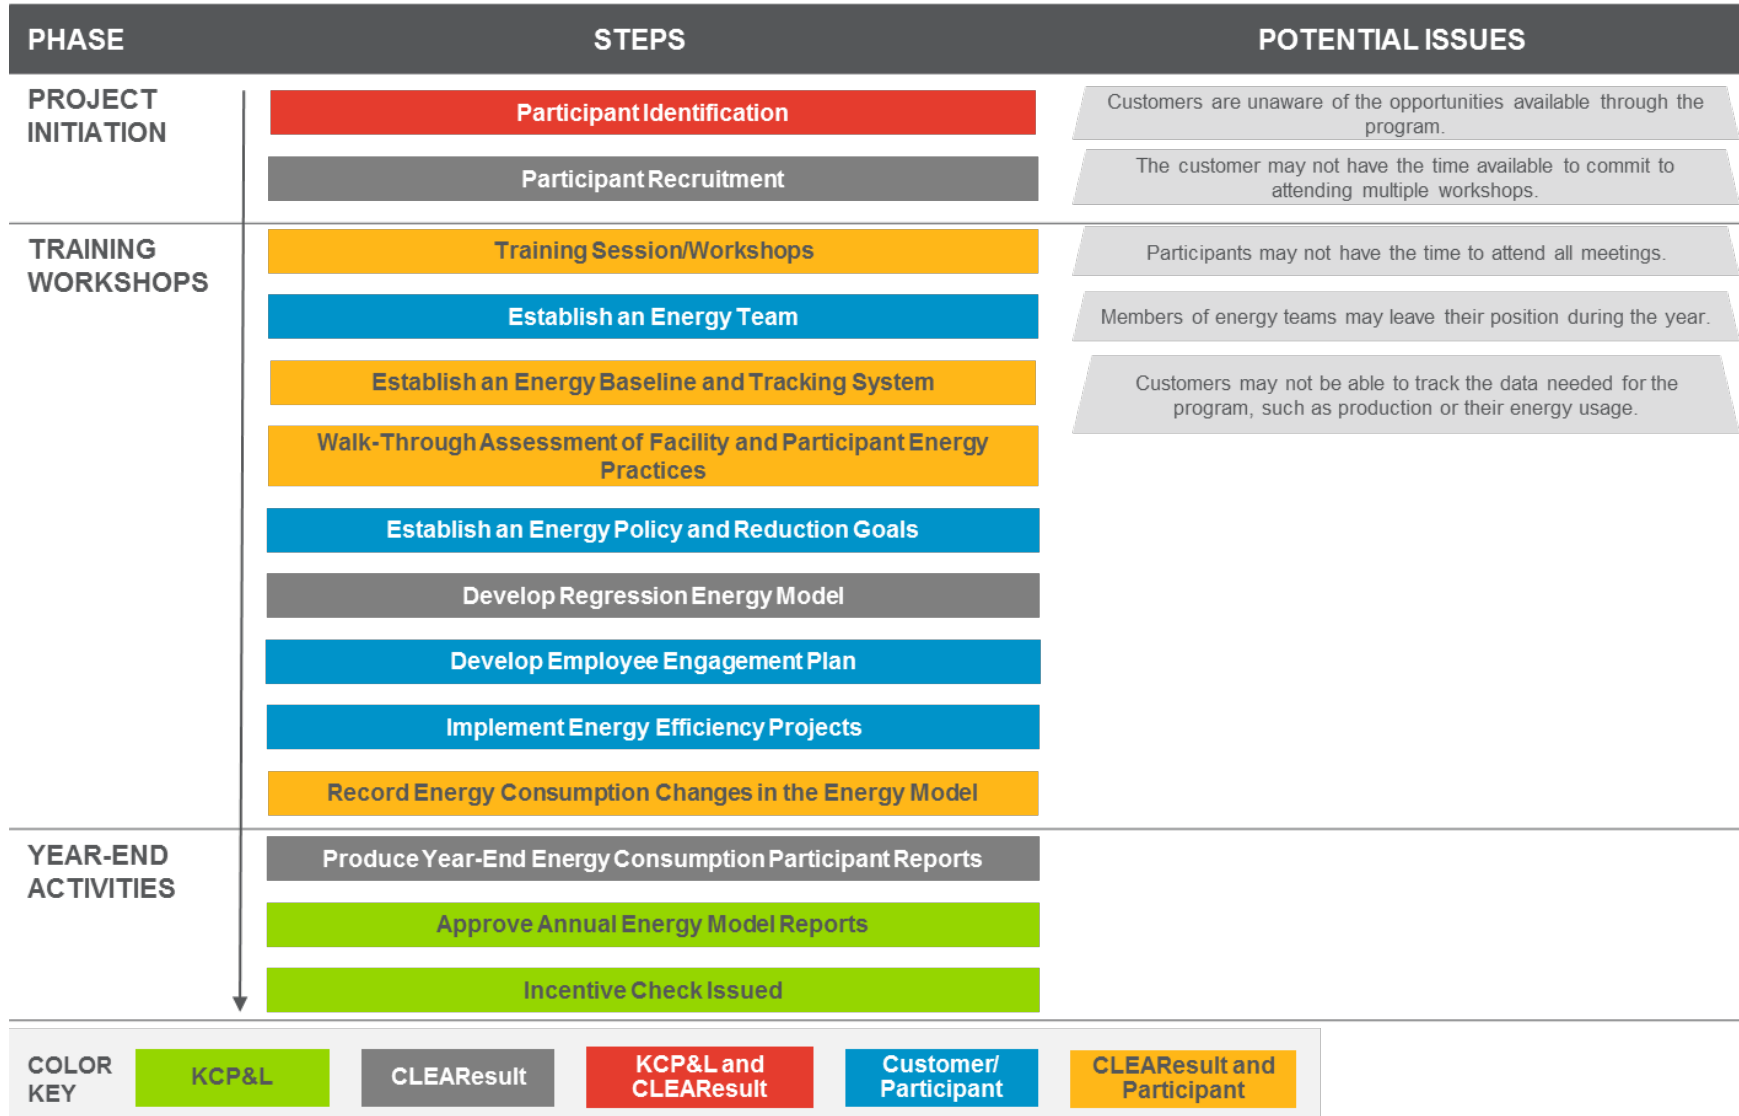 PHASE
STEPS
POTENTIAL ISSUES
PROJECT
INITIATION
Participant Identification
Customers are unaware of the opportunities available through the
program.
Participant Recruitment
The customer may not have the time available to commit to
attending multiple workshops.
TRAINING
WORKSHOPS
Training Session/Workshops
Participants may not have the time to attend all meetings.
Establish an Energy Team
Members of energy teams may leave their position during the year.
Establish an Energy Baseline and Tracking System
Customers may not be able to track the data needed for the
program, such as production or their energy usage.
Walk-Through Assessment of Facility and Participant Energy
Practices
Establish an Energy Policy and Reduction Goals
Develop Regression Energy Model
Develop Employee Engagement Plan
Implement Energy Efficiency Projects
Record Energy Consumption Changes in the Energy Model
YEAR-END
ACTIVITIES
Produce Year-End Energy Consumption Participant Reports
Approve Annual Energy Model Reports
Incentive Check Issued
COLOR
KEY
KCP&L
CLEAResult
KCP&L and
CLEAResult
Customer/
Participant
CLEAResult and
Participant